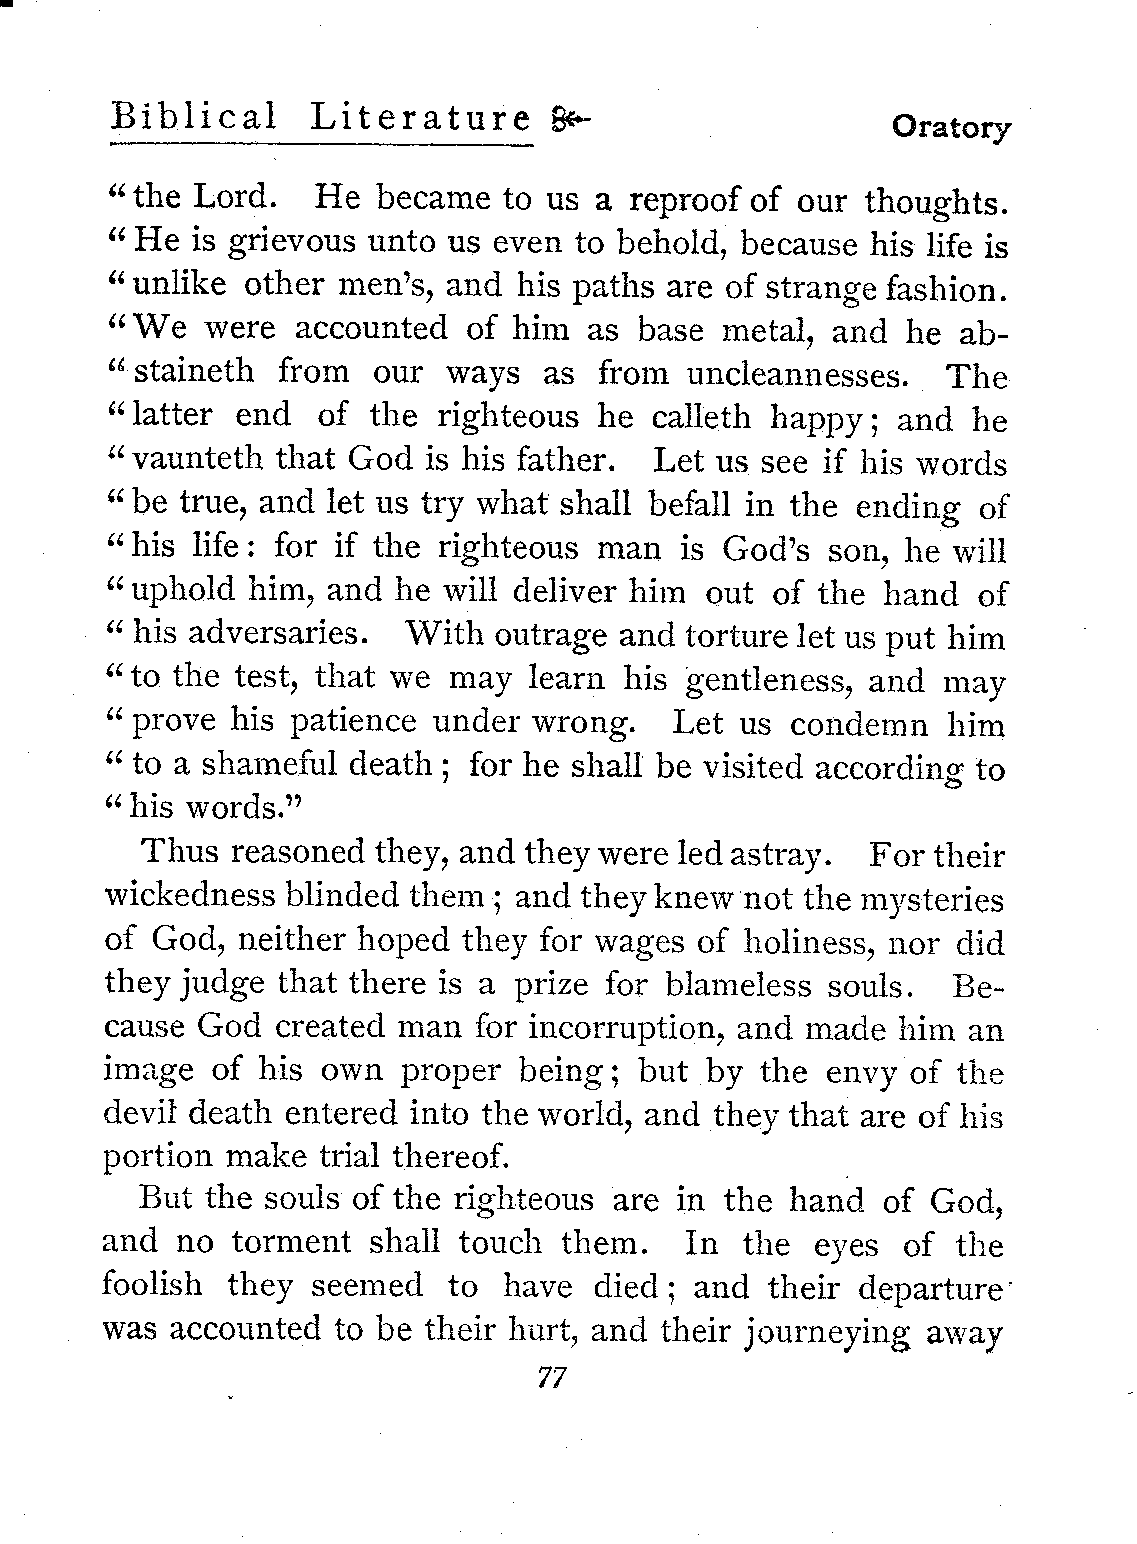 Biblical Literature Oratory
“the Lord. He became to us a reproof of our thoughts.
“He is grievous unto us even to behold, because his life is
“unlike other men’s, and his paths are of strange fashion.
“We were accounted of him as base metal, and he ab-
“staineth from our ways as from uncleannesses. The
“latter end of the righteous he calleth happy; and he
“vaunteth that God is his father. Let us see if his words
“be true, and let us try what shall befall in the ending of
“his life: for if the righteous man is God’s son, he will
“uphold him, and he will deliver him out of the hand of
“his adversaries. With outrage and torture let us put him
“to the test, that we may learn his gentleness, and may
“prove his patience under wrong. Let us condemn him
“to a shameful death; for he shall be visited according to
“his words.”
Thus reasoned they, and they were led astray. For their
wickedness blinded them; and they knew not the mysteries
of God, neither hoped they for wages of holiness, nor did
they judge that there is a prize for blameless souls. Be-
cause God created man for incorruption, and made him an
image of his own proper being; but by the envy of the
devil death entered into the world, and they that are of his
portion make trial thereof.
But the souls of the righteous are in the hand of God,
and no torment shall touch them. In the eyes of the
foolish they seemed to have died; and their departure
was accounted to be their hurt, and their journeying away
77